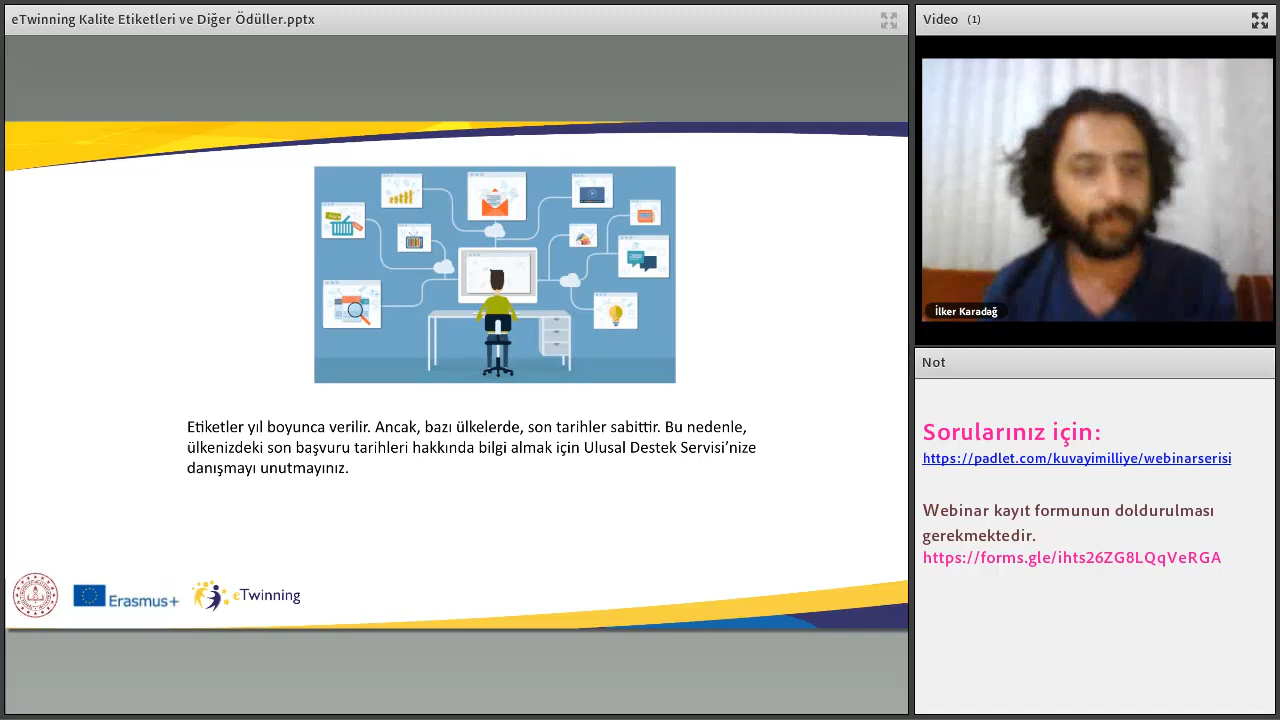 eTwinning Kalite Etiketleri ve Diğer Ödüller.pptx
Etiketler yıl boyunca verilir. Ancak, bazı ülkelerde, son tarihler sabittir. Bu nedenle,
ülkenizdeki son başvuru tarihleri hakkında bilgi almak için Ulusal Destek Servisi’nize
danışmayı unutmayınız.
Erasmus+
eTwinning
Video (1)
İlker Karadağ
Not
Sorularınız için:
https://padlet.com/kuvayimilliye/webinarserisi
Webinar kayıt formunun doldurulması
gerekmektedir.
https://forms.gle/ihts26ZG8LQqVeRGA